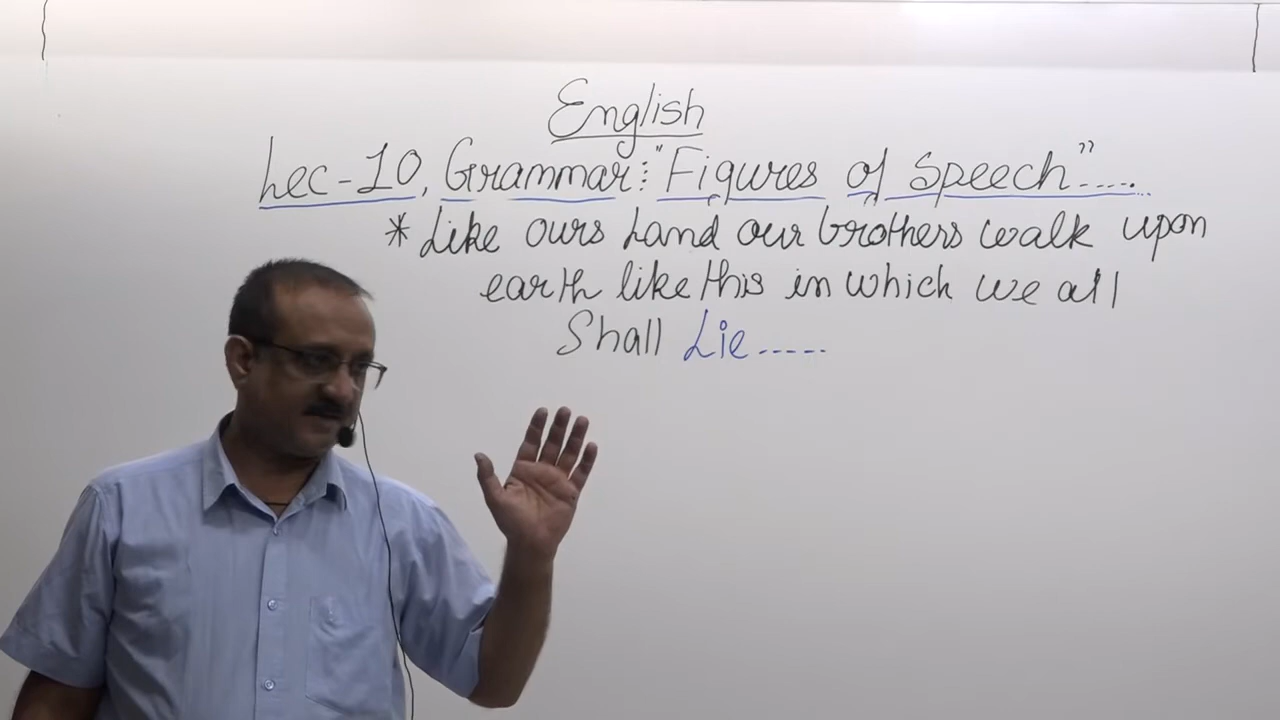 English
Lec-10, Grammar: "Figures of Speech".....
* Like ours Land our brothers walk upon
earth like this in which we all
Shall Lie.....